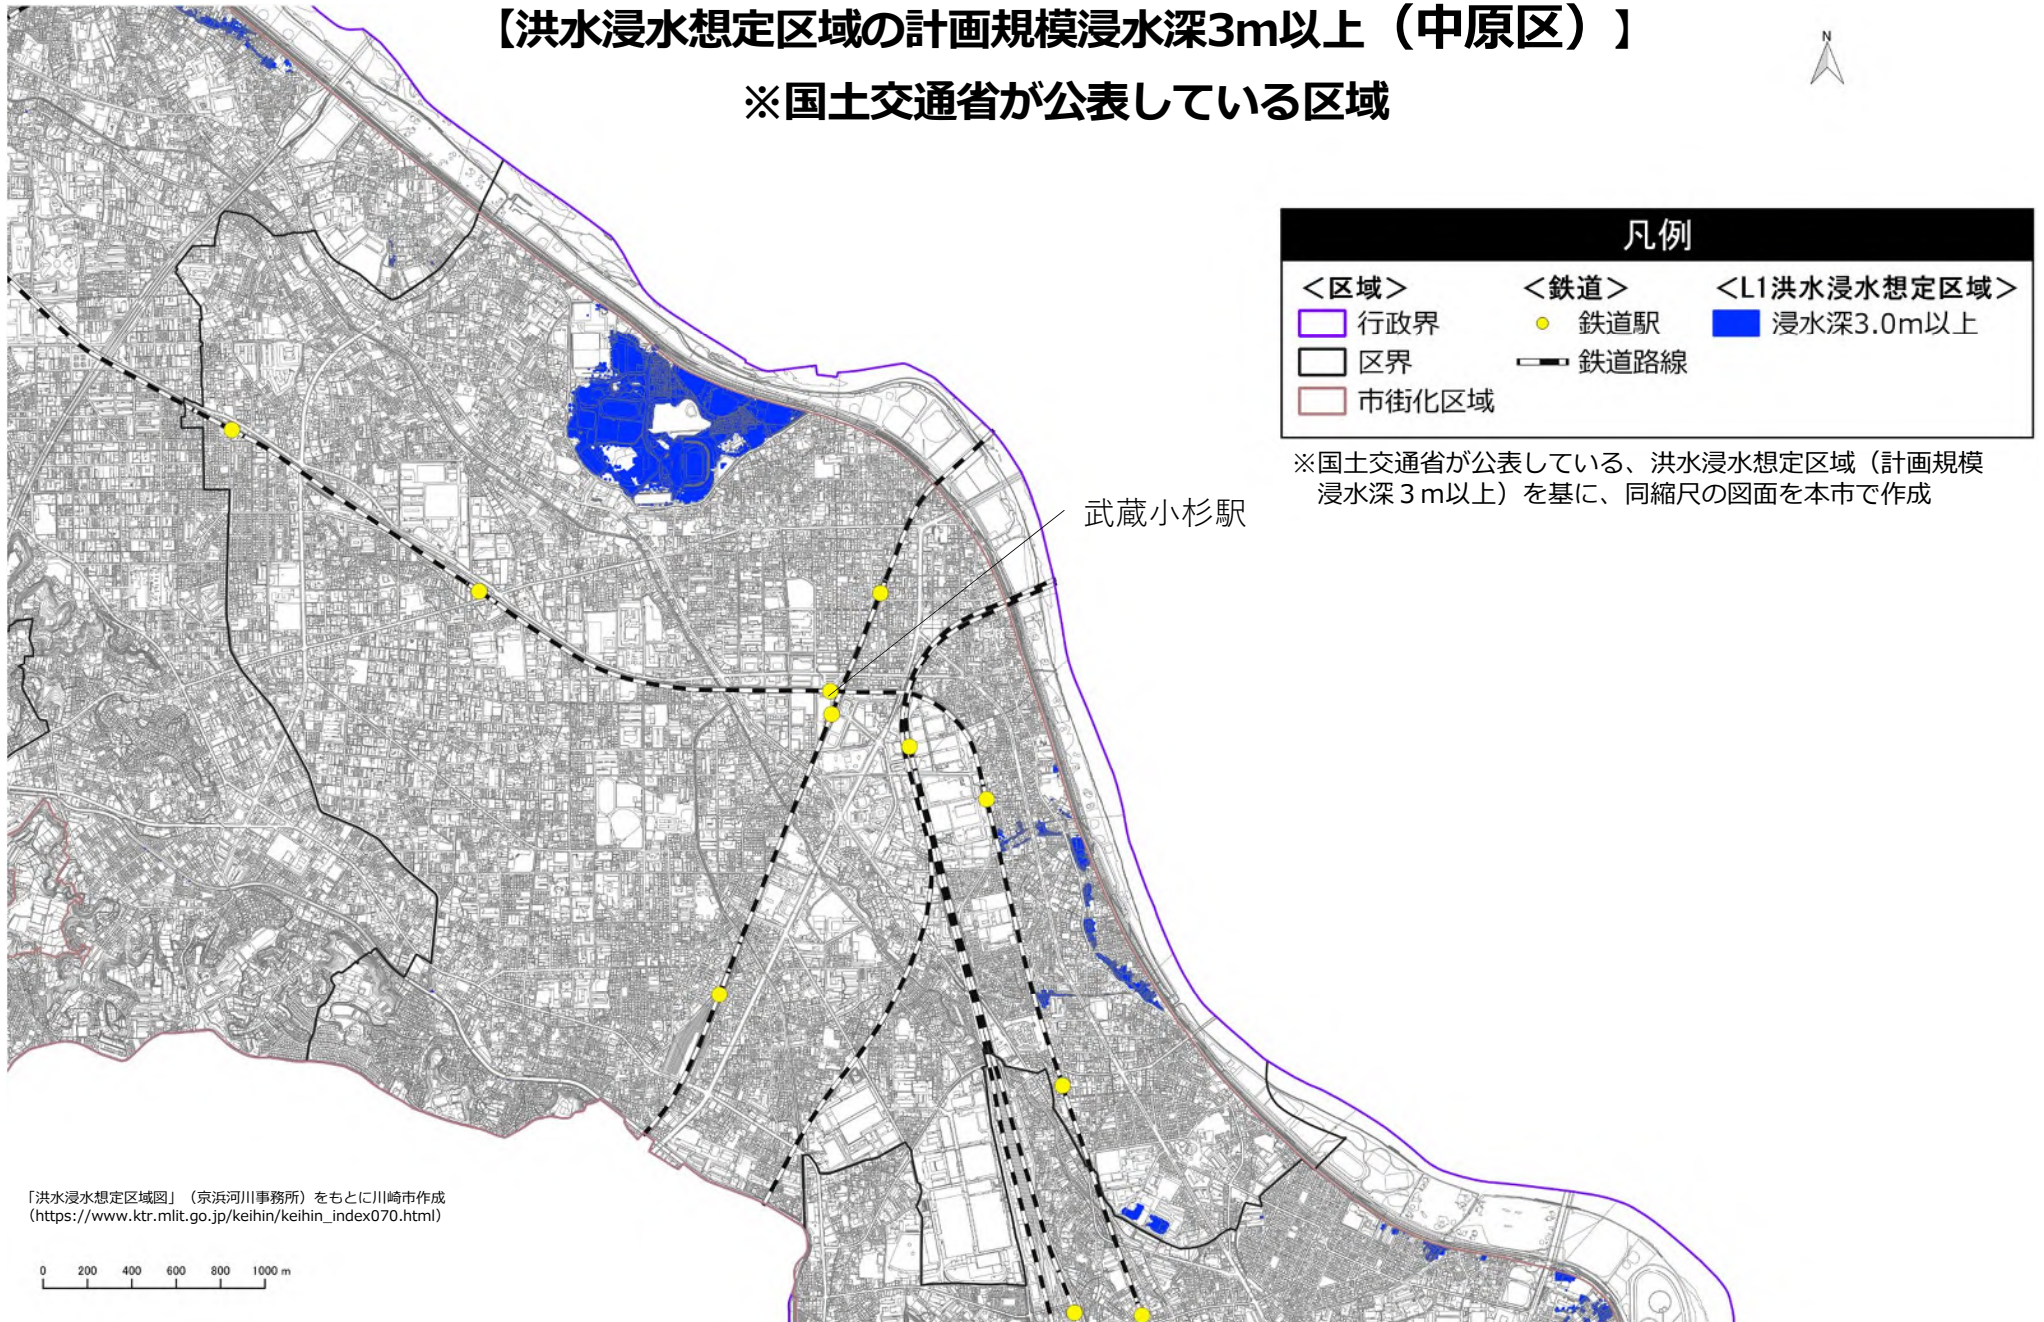 【洪水浸水想定区域の計画規模浸水深3m以上（中原区）】
※国土交通省が公表している区域
N
凡例
＜区域＞
行政界
区界
市街化区域
＜鉄道＞
鉄道駅
鉄道路線
＜L1洪水浸水想定区域＞
浸水深3.0m以上
※国土交通省が公表している、洪水浸水想定区域（計画規模
浸水深３ｍ以上）を基に、同縮尺の図面を本市で作成
武蔵小杉駅
「洪水浸水想定区域図」（京浜河川事務所）をもとに川崎市作成
（https://www.ktr.mlit.go.jp/keihin/keihin_index070.html）
0 200 400 600 800 1000 m